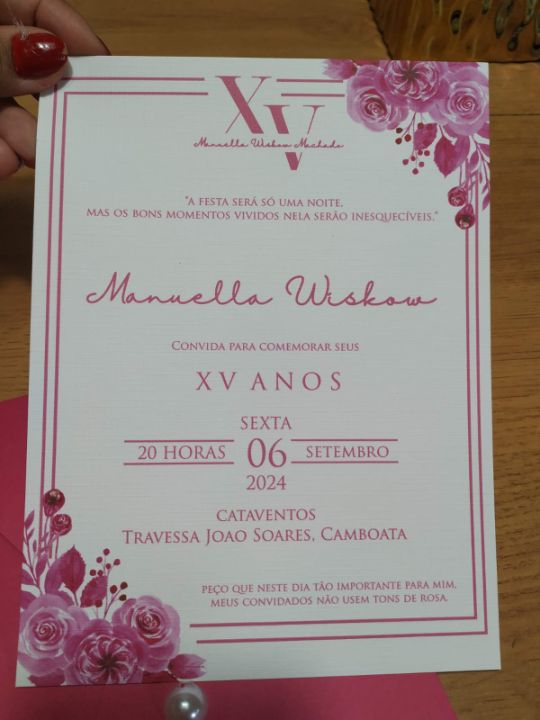 XV
Manuella Wiskow Machado
"A FESTA SERÁ SÓ UMA NOITE,
MAS OS BONS MOMENTOS VIVIDOS NELA SERÃO INESQUECÍVEIS."
Manuella Wiskow
CONVIDA PARA COMEMORAR SEUS
XV ANOS
SEXTA
20 HORAS 06 SETEMBRO
2024
CATAVENTOS
TRAVESSA JOAO SOARES, CAMBOATA
PEÇO QUE NESTE DIA TÃO IMPORTANTE PARA MIM,
MEUS CONVIDADOS NÃO USEM TONS DE ROSA.